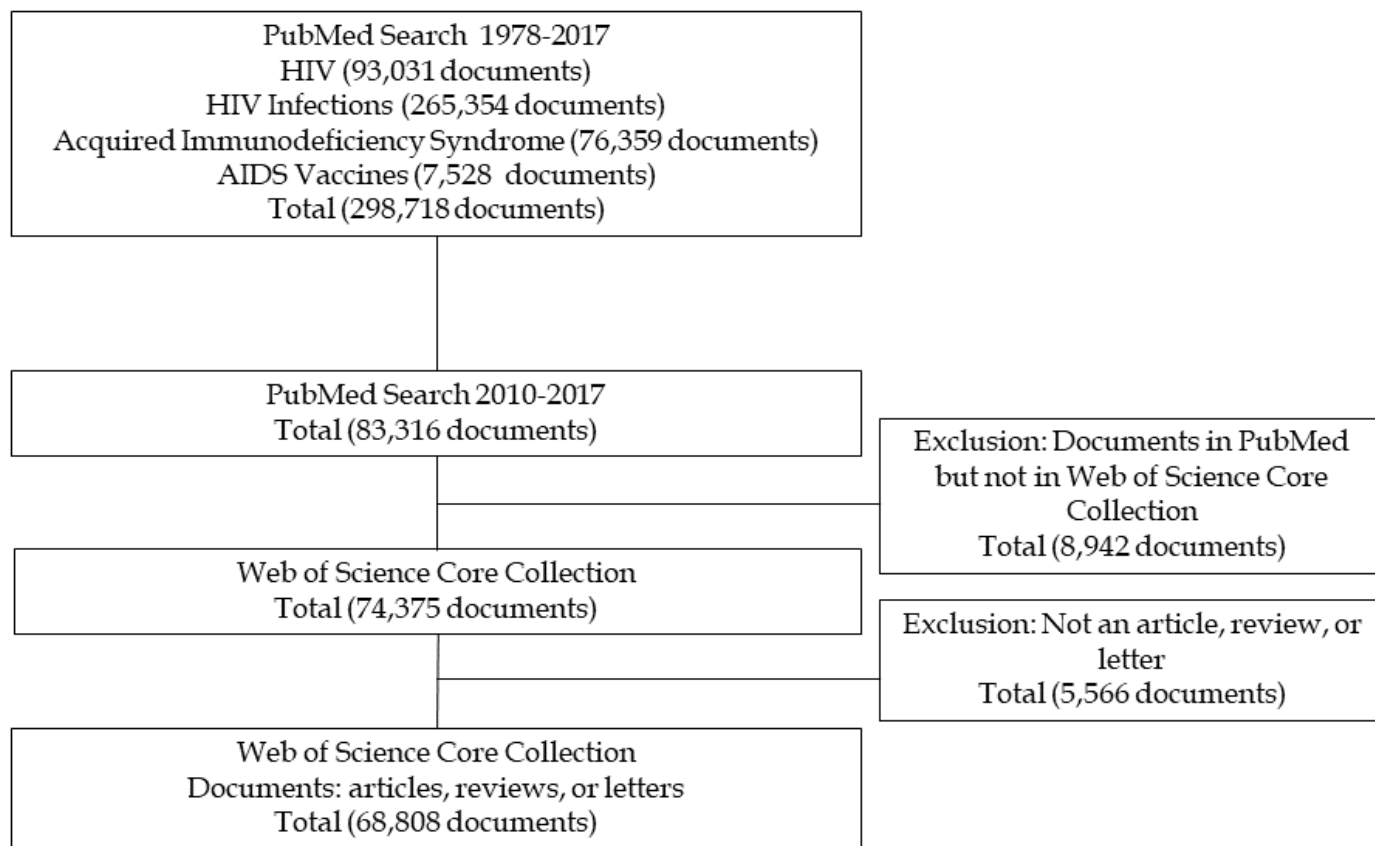 PubMed Search 1978-2017
HIV (93,031 documents)
HIV Infections (265,354 documents)
Acquired Immunodeficiency Syndrome (76,359 documents)
AIDS Vaccines (7,528 documents)
Total (298,718 documents)
PubMed Search 2010-2017
Total (83,316 documents)
Exclusion: Documents in PubMed
but not in Web of Science Core
Collection
Total (8,942 documents)
Web of Science Core Collection
Total (74,375 documents)
Exclusion: Not an article, review, or
letter
Total (5,566 documents)
Web of Science Core Collection
Documents: articles, reviews, or letters
Total (68,808 documents)